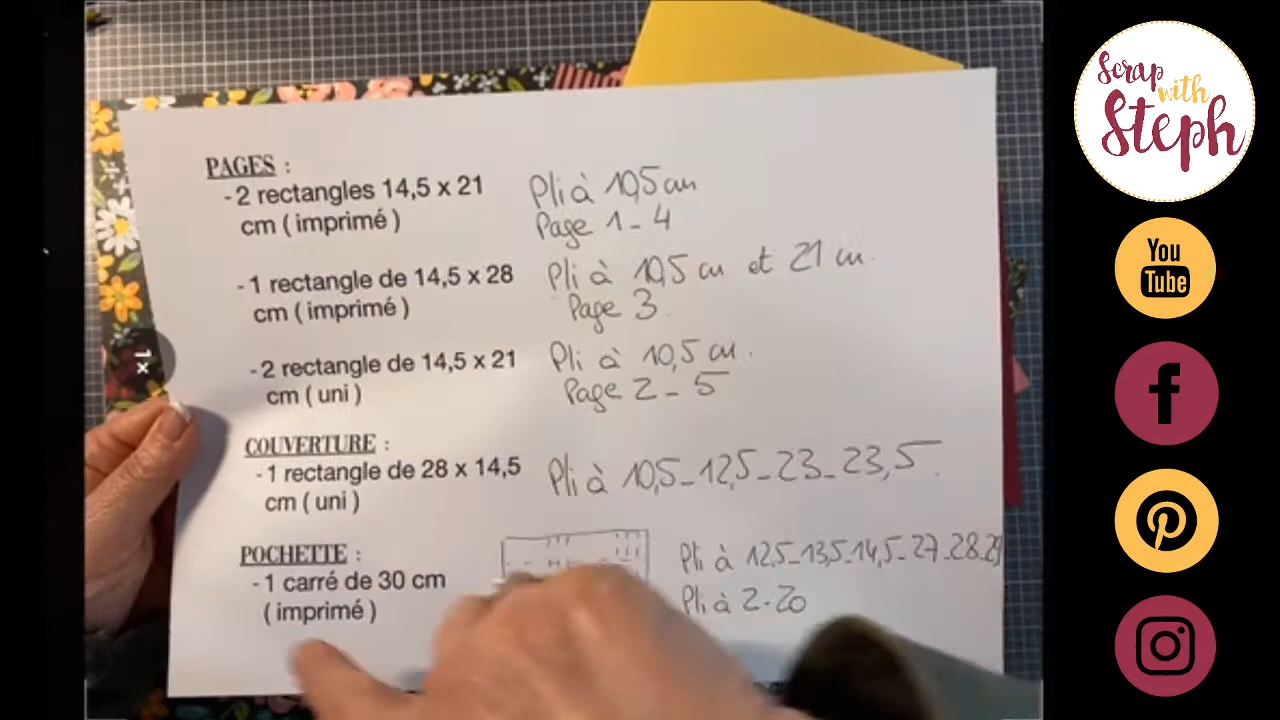 PAGES :
- 2 rectangles 14,5 x 21 cm ( imprimé )
Pli à 10,5 cm
Page 1 - 4
- 1 rectangle de 14,5 x 28 cm ( imprimé )
Pli à 10,5 cm et 21 cm.
Page 3
- 2 rectangle de 14,5 x 21 cm ( uni )
Pli à 10,5 cm.
Page 2 - 5
COUVERTURE :
- 1 rectangle de 28 x 14,5 cm ( uni )
Pli à 10,5 - 12,5 - 23 - 23,5.
POCHETTE :
- 1 carré de 30 cm ( imprimé )
Pli à 12,5 - 13,5 - 14,5 - 27 - 28 - 29
Pli à 2 - 20
1x
Scrap
with
Steph
You
Tube